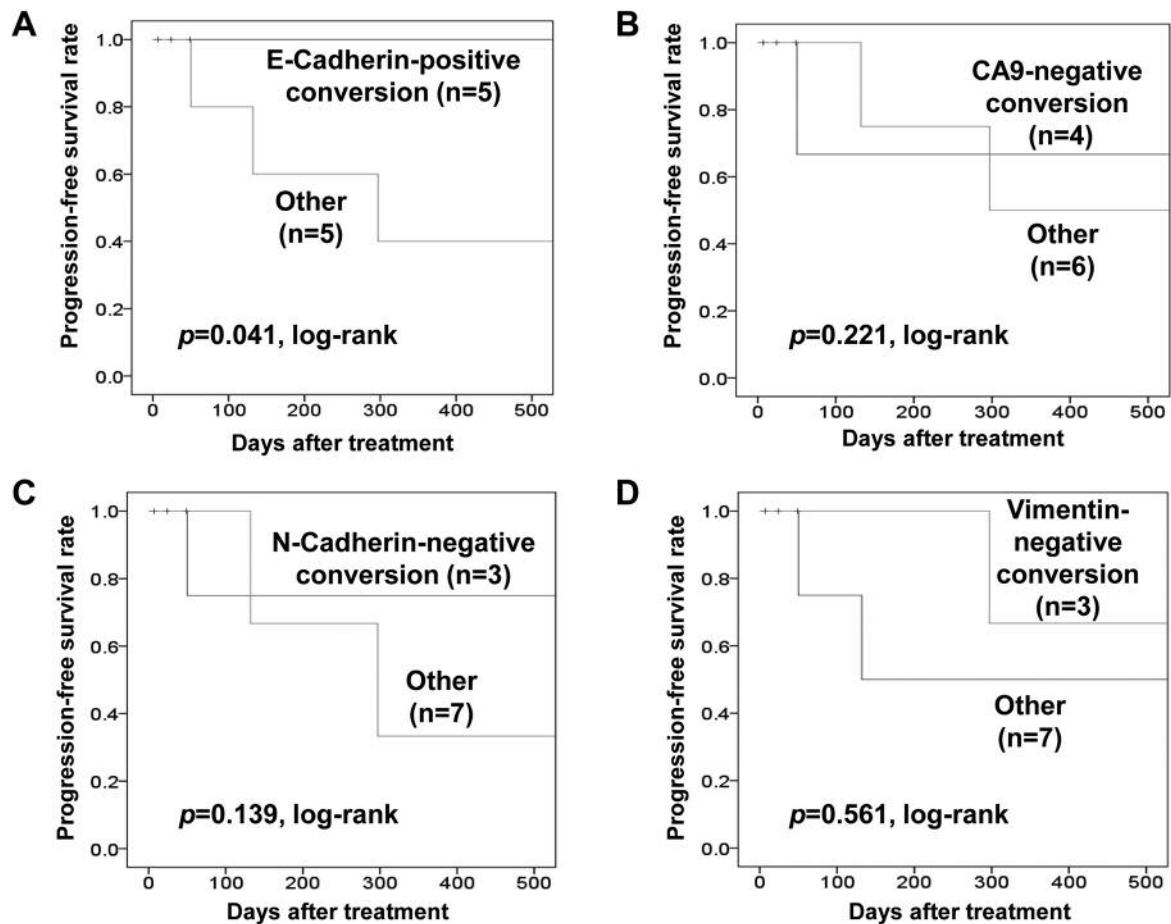 A
Progression-free survival rate
1.0
0.8
0.6
0.4
0.2
0.0
E-Cadherin-positive
conversion (n=5)
Other
(n=5)
p=0.041, log-rank
0 100 200 300 400 500
Days after treatment
B
Progression-free survival rate
1.0
0.8
0.6
0.4
0.2
0.0
CA9-negative
conversion
(n=4)
Other
(n=6)
p=0.221, log-rank
0 100 200 300 400 500
Days after treatment
C
Progression-free survival rate
1.0
0.8
0.6
0.4
0.2
0.0
N-Cadherin-negative
conversion (n=3)
Other
(n=7)
p=0.139, log-rank
0 100 200 300 400 500
Days after treatment
D
Progression-free survival rate
1.0
0.8
0.6
0.4
0.2
0.0
Vimentin-
negative
conversion
(n=3)
Other
(n=7)
p=0.561, log-rank
0 100 200 300 400 500
Days after treatment